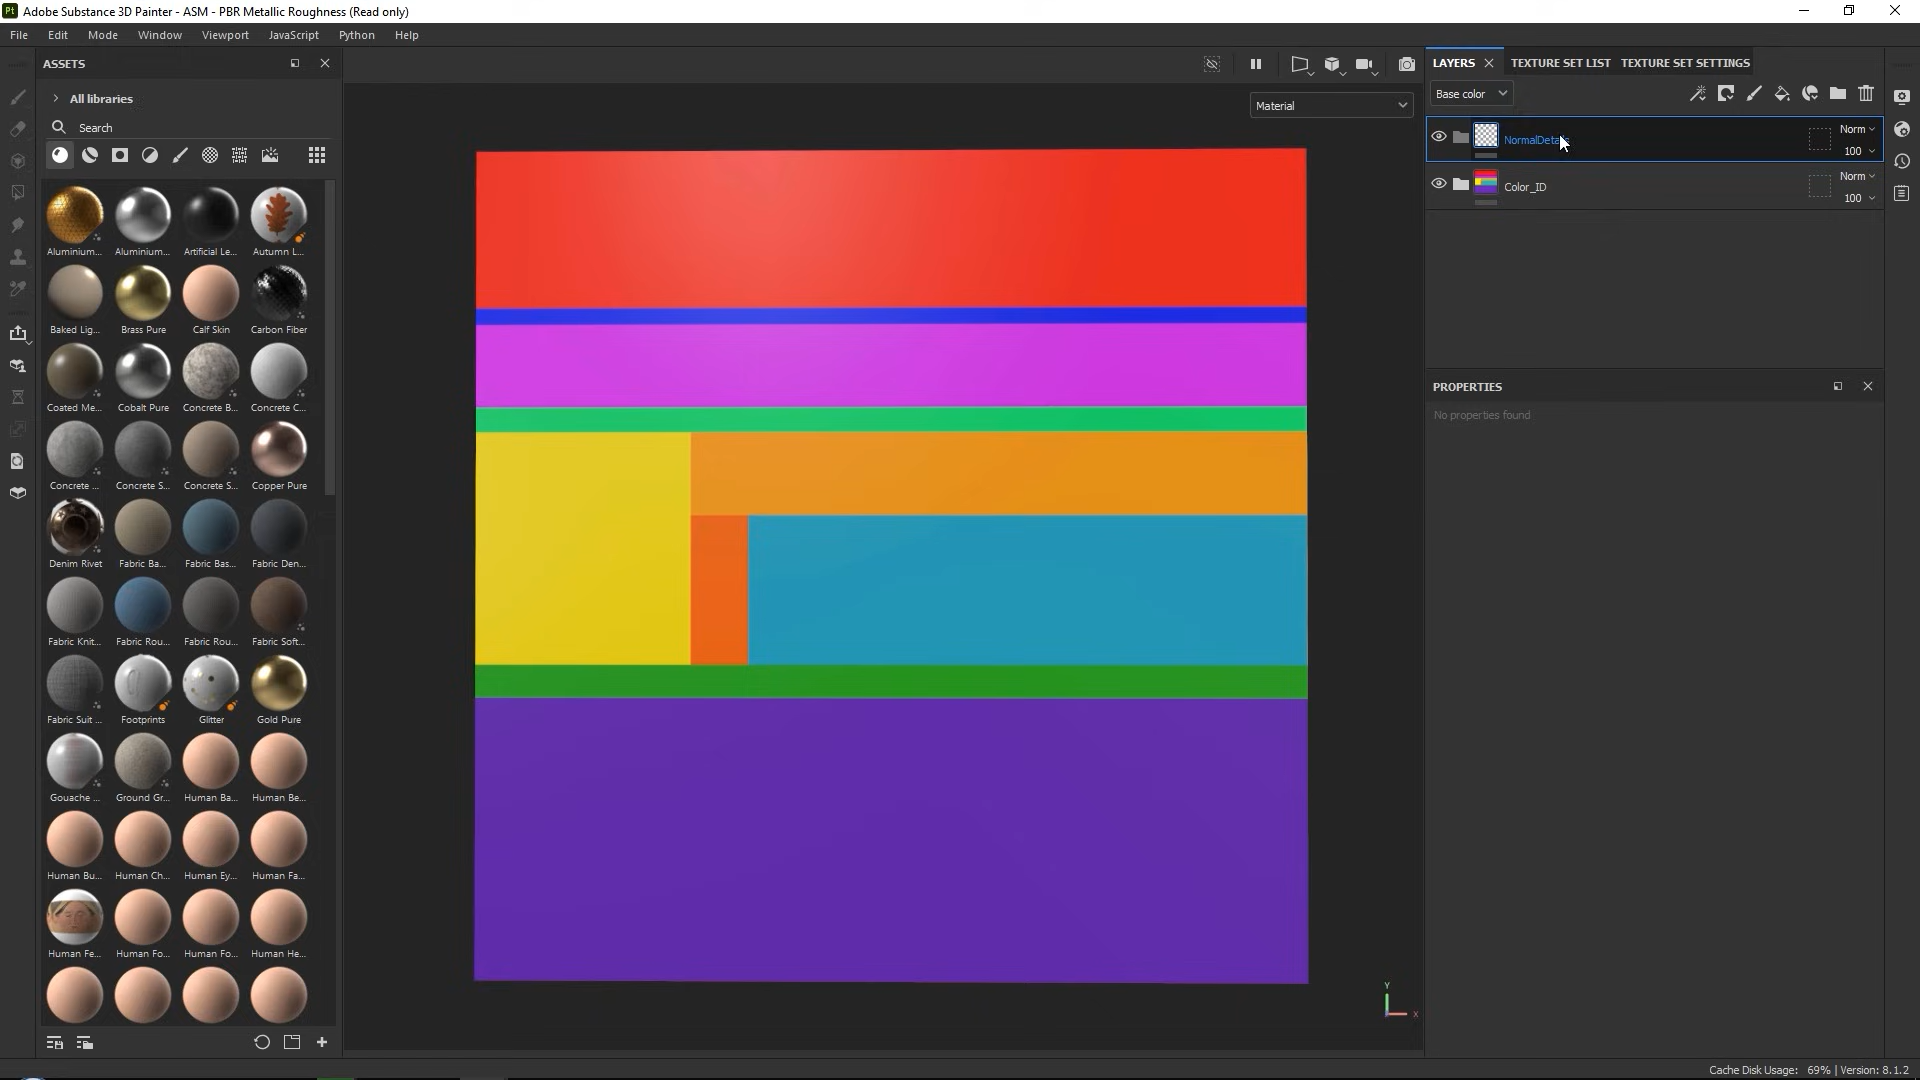 Pt Adobe Substance 3D Painter - ASM - PBR Metallic Roughness (Read only)
File Edit Mode Window Viewport JavaScript Python Help
ASSETS
All libraries
Search
Aluminium... Aluminium... Artificial Le... Autumn L...
Baked Lig... Brass Pure Calf Skin Carbon Fiber
Coated Me... Cobalt Pure Concrete B... Concrete C...
Concrete ... Concrete S... Concrete S... Copper Pure
Denim Rivet Fabric Ba... Fabric Bas... Fabric Den...
Fabric Knit... Fabric Rou... Fabric Rou... Fabric Soft...
Fabric Suit ... Footprints Glitter Gold Pure
Gouache ... Ground Gr... Human Ba... Human Be...
Human Bu... Human Ch... Human Ey... Human Fa...
Human Fe... Human Fo... Human Fo... Human He...
Material
Y
X
LAYERS TEXTURE SET LIST TEXTURE SET SETTINGS
Base color
Norm
100
Norm
Color_ID
100
PROPERTIES
No properties found
Cache Disk Usage: 69% | Version: 8.1.2